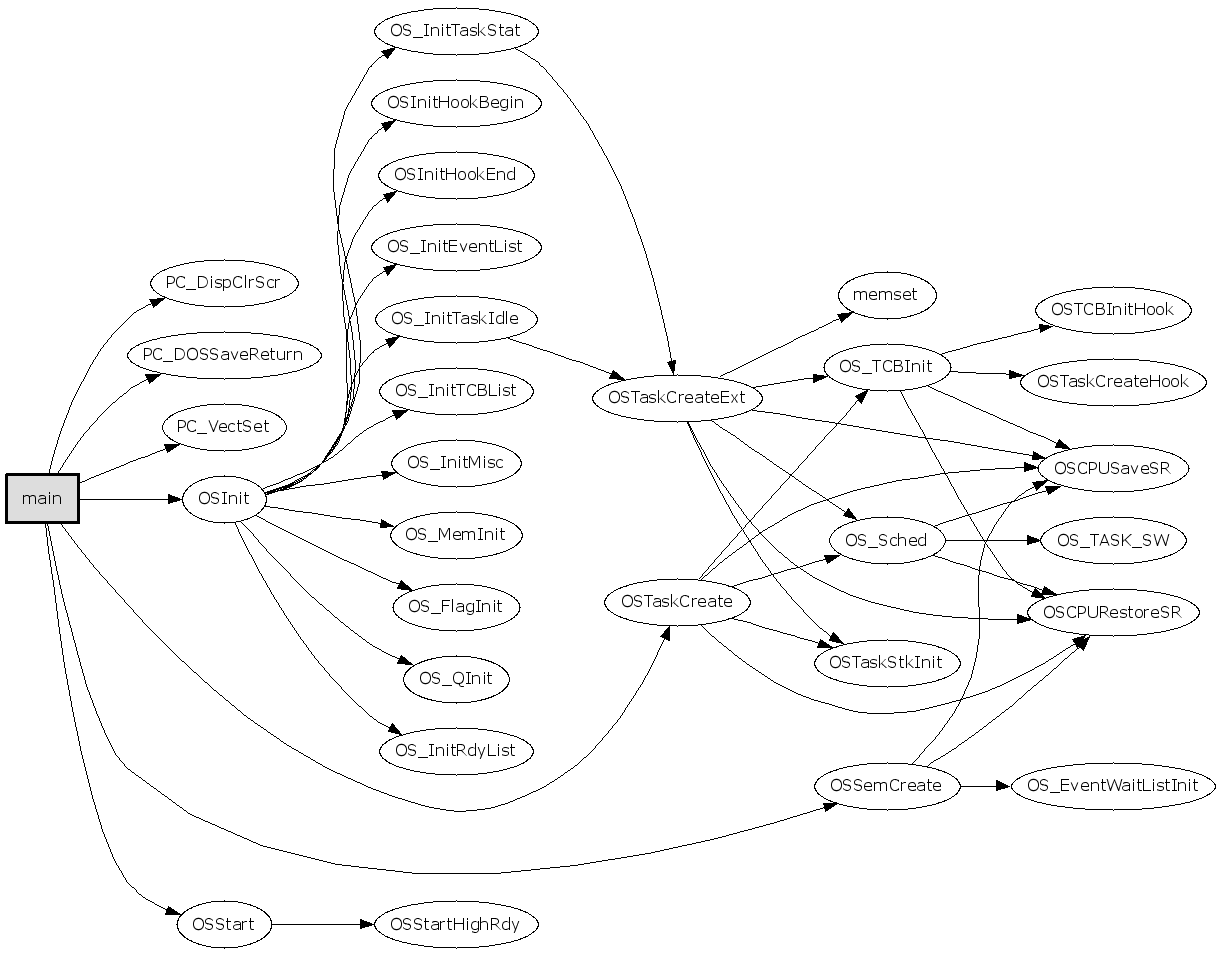 OS_InitTaskStat
OSInitHookBegin
OSInitHookEnd
OS_InitEventList
PC_DispClrScr
memset
OSTCBInitHook
OS_InitTaskIdle
PC_DOSSaveReturn
OS_TCBInit
OSTaskCreateHook
OS_InitTCBList
OSTaskCreateExt
PC_VectSet
OS_InitMisc
OSCPUSaveSR
main
OSInit
OS_MemInit
OS_Sched
OS_TASK_SW
OS_FlagInit
OSTaskCreate
OSCPURestoreSR
OSTaskStkInit
OS_QInit
OS_InitRdyList
OSSemCreate
OS_EventWaitListInit
OSStart
OSStartHighRdy